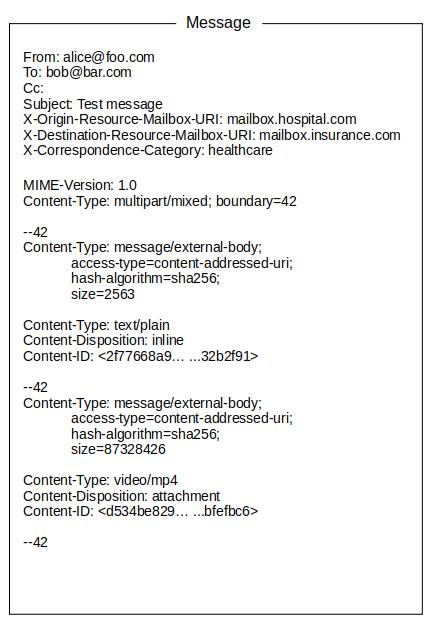 Message
From: alice@foo.com
To: bob@bar.com
Cc:
Subject: Test message
X-Origin-Resource-Mailbox-URI: mailbox.hospital.com
X-Destination-Resource-Mailbox-URI: mailbox.insurance.com
X-Correspondence-Category: healthcare
MIME-Version: 1.0
Content-Type: multipart/mixed; boundary=42
--42
Content-Type: message/external-body;
access-type=content-addressed-uri;
hash-algorithm=sha256;
size=2563
Content-Type: text/plain
Content-Disposition: inline
Content-ID: <2f77668a9… ...32b2f91>
--42
Content-Type: message/external-body;
access-type=content-addressed-uri;
hash-algorithm=sha256;
size=87328426
Content-Type: video/mp4
Content-Disposition: attachment
Content-ID: <d534be829… ...bfefbc6>
--42